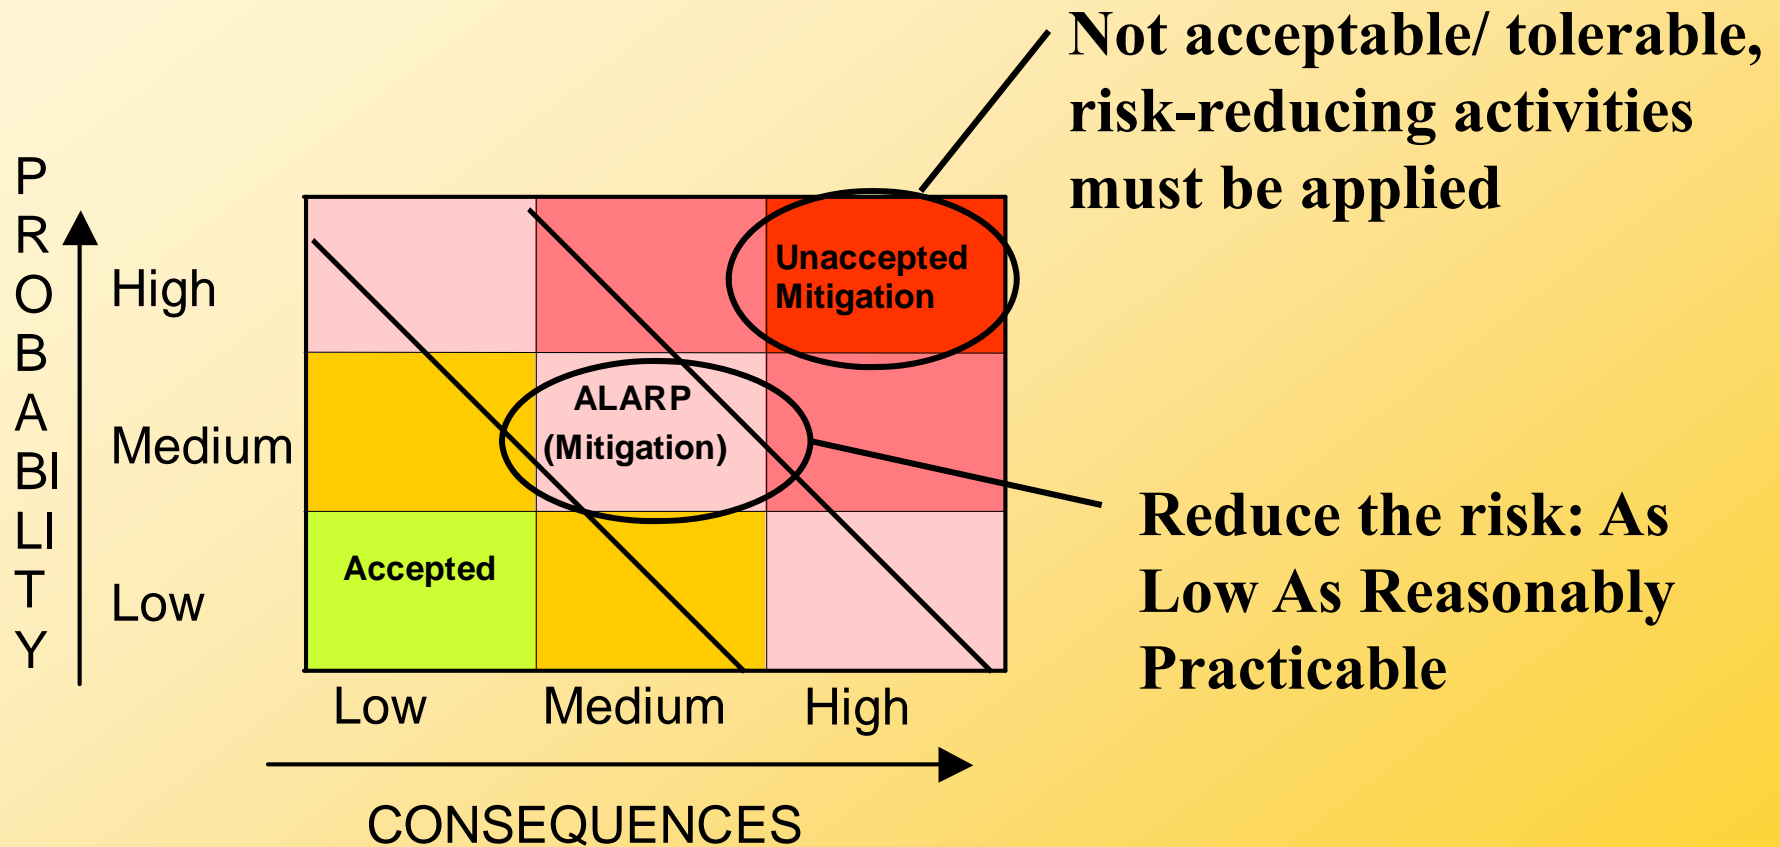 Not acceptable/ tolerable,
risk-reducing activities
must be applied
P
R
O
B
A
BI
LI
T
Y
High
Medium
Low
Unaccepted
Mitigation
ALARP
(Mitigation)
Accepted
Reduce the risk: As
Low As Reasonably
Practicable
Low Medium High
CONSEQUENCES